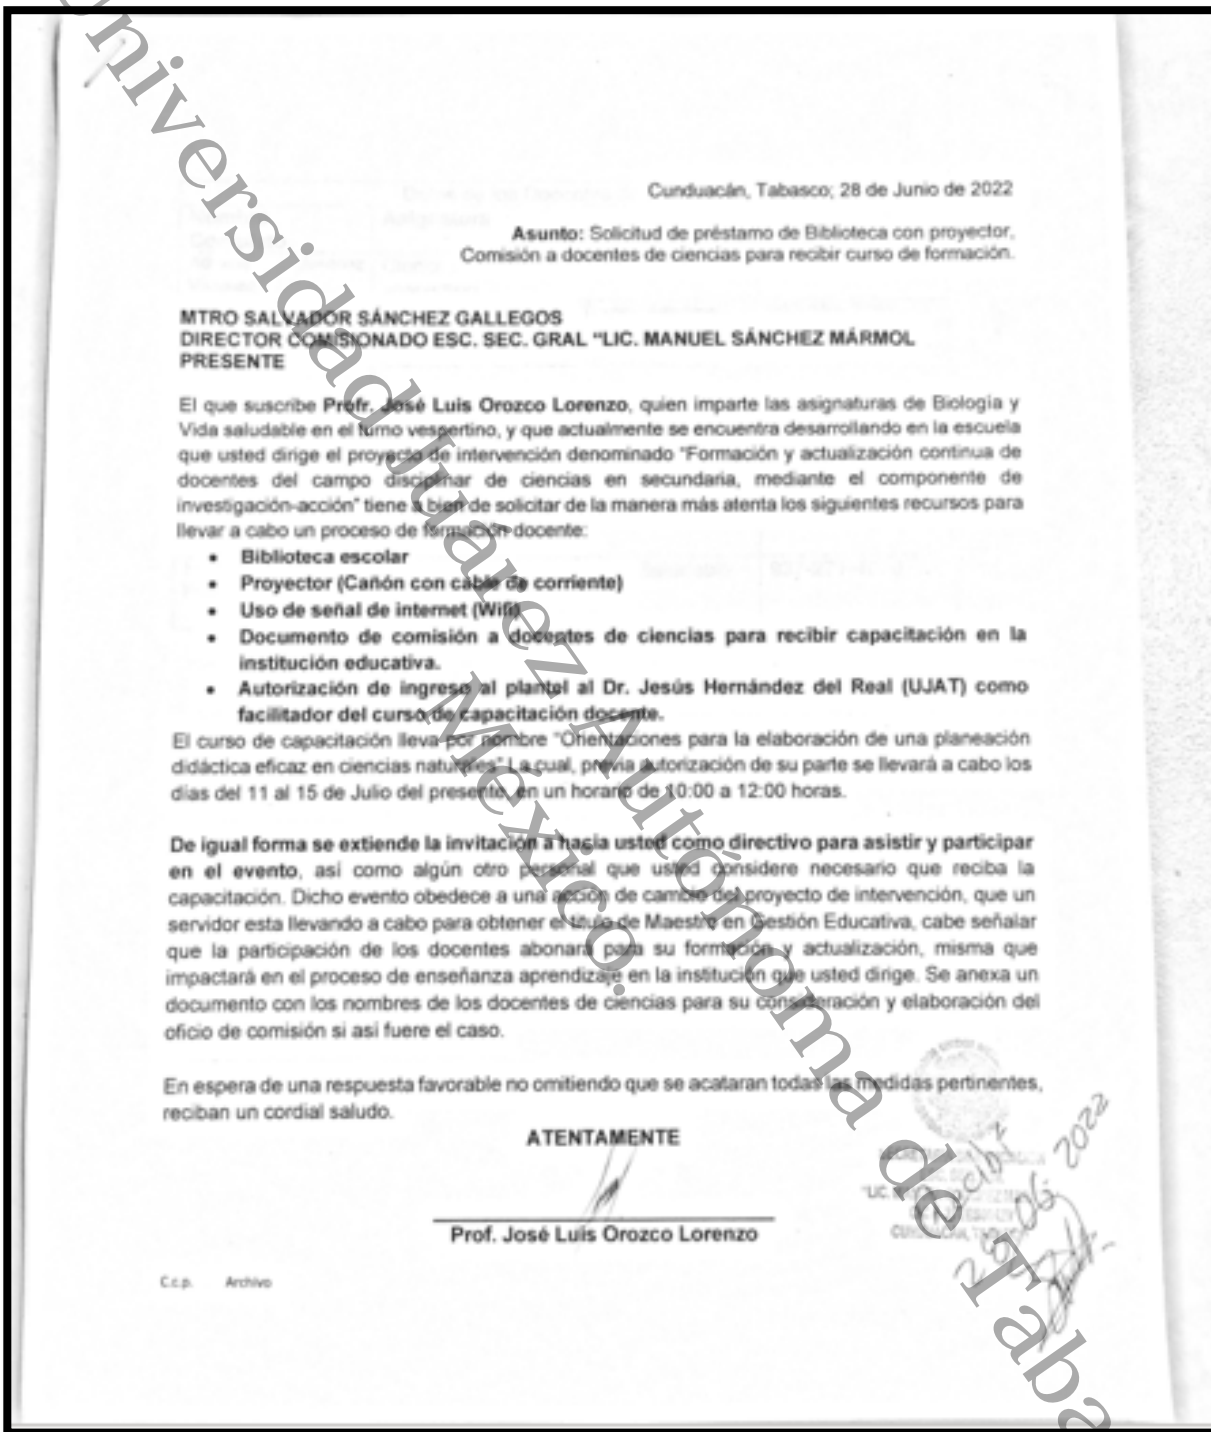 Cunduacán, Tabasco; 28 de Junio de 2022
Asunto: Solicitud de préstamo de Biblioteca con proyector,
Comisión a docentes de ciencias para recibir curso de formación.
MTRO SALVADOR SÁNCHEZ GALLEGOS
DIRECTOR COMISIONADO ESC. SEC. GRAL "LIC. MANUEL SÁNCHEZ MÁRMOL
PRESENTE
El que suscribe Profr. José Luis Orozco Lorenzo, quien imparte las asignaturas de Biología y
Vida saludable en el turno vespertino, y que actualmente se encuentra desarrollando en la escuela
que usted dirige el proyecto de intervención denominado "Formación y actualización continua de
docentes del campo disciplinar de ciencias en secundaria, mediante el componente de
investigación-acción" tiene a bien de solicitar de la manera más atenta los siguientes recursos para
llevar a cabo un proceso de formación docente:
• Biblioteca escolar
• Proyector (Cañón con cable de corriente)
• Uso de señal de internet (Wifi)
• Documento de comisión a docentes de ciencias para recibir capacitación en la
institución educativa.
• Autorización de ingreso al plantel al Dr. Jesús Hernández del Real (UJAT) como
facilitador del curso de capacitación docente.
El curso de capacitación lleva por nombre "Orientaciones para la elaboración de una planeación
didáctica eficaz en ciencias naturales" La cual, previa autorización de su parte se llevará a cabo los
días del 11 al 15 de Julio del presente, en un horario de 10:00 a 12:00 horas.
De igual forma se extiende la invitación a hacia usted como directivo para asistir y participar
en el evento, así como algún otro personal que usted considere necesario que reciba la
capacitación. Dicho evento obedece a una acción de cambio del proyecto de intervención, que un
servidor esta llevando a cabo para obtener el título de Maestro en Gestión Educativa, cabe señalar
que la participación de los docentes abonará para su formación y actualización, misma que
impactará en el proceso de enseñanza aprendizaje en la institución que usted dirige. Se anexa un
documento con los nombres de los docentes de ciencias para su consideración y elaboración del
oficio de comisión si así fuere el caso.
En espera de una respuesta favorable no omitiendo que se acataran todas las medidas pertinentes,
reciban un cordial saludo.
ATENTAMENTE
Prof. José Luis Orozco Lorenzo
Recibí
28 06 2022
C.c.p. Archivo
Universidad Juárez Autónoma de Taba
México.